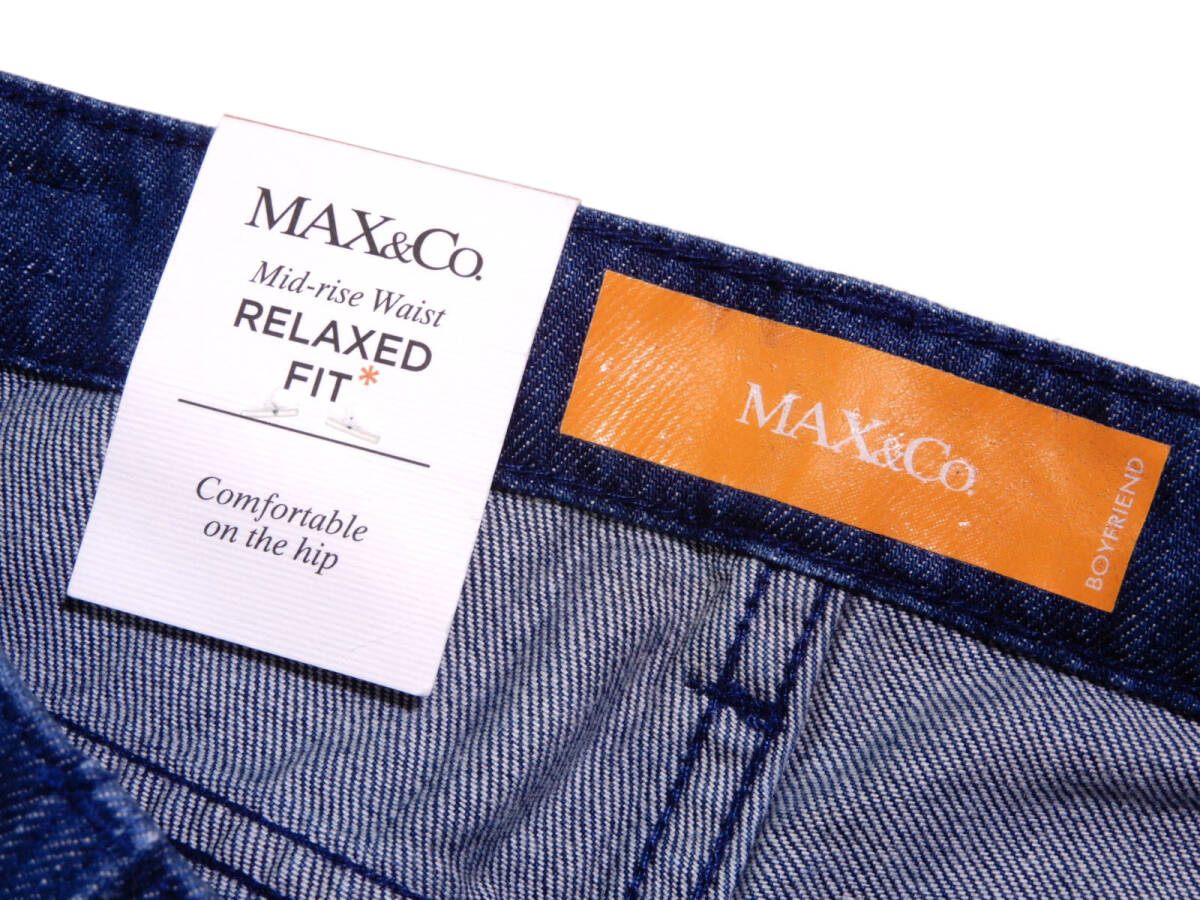 MAX&Co.
Mid-rise Waist
RELAXED
FIT*
Comfortable
on the hip
MAX&Co.
BOYFRIEND